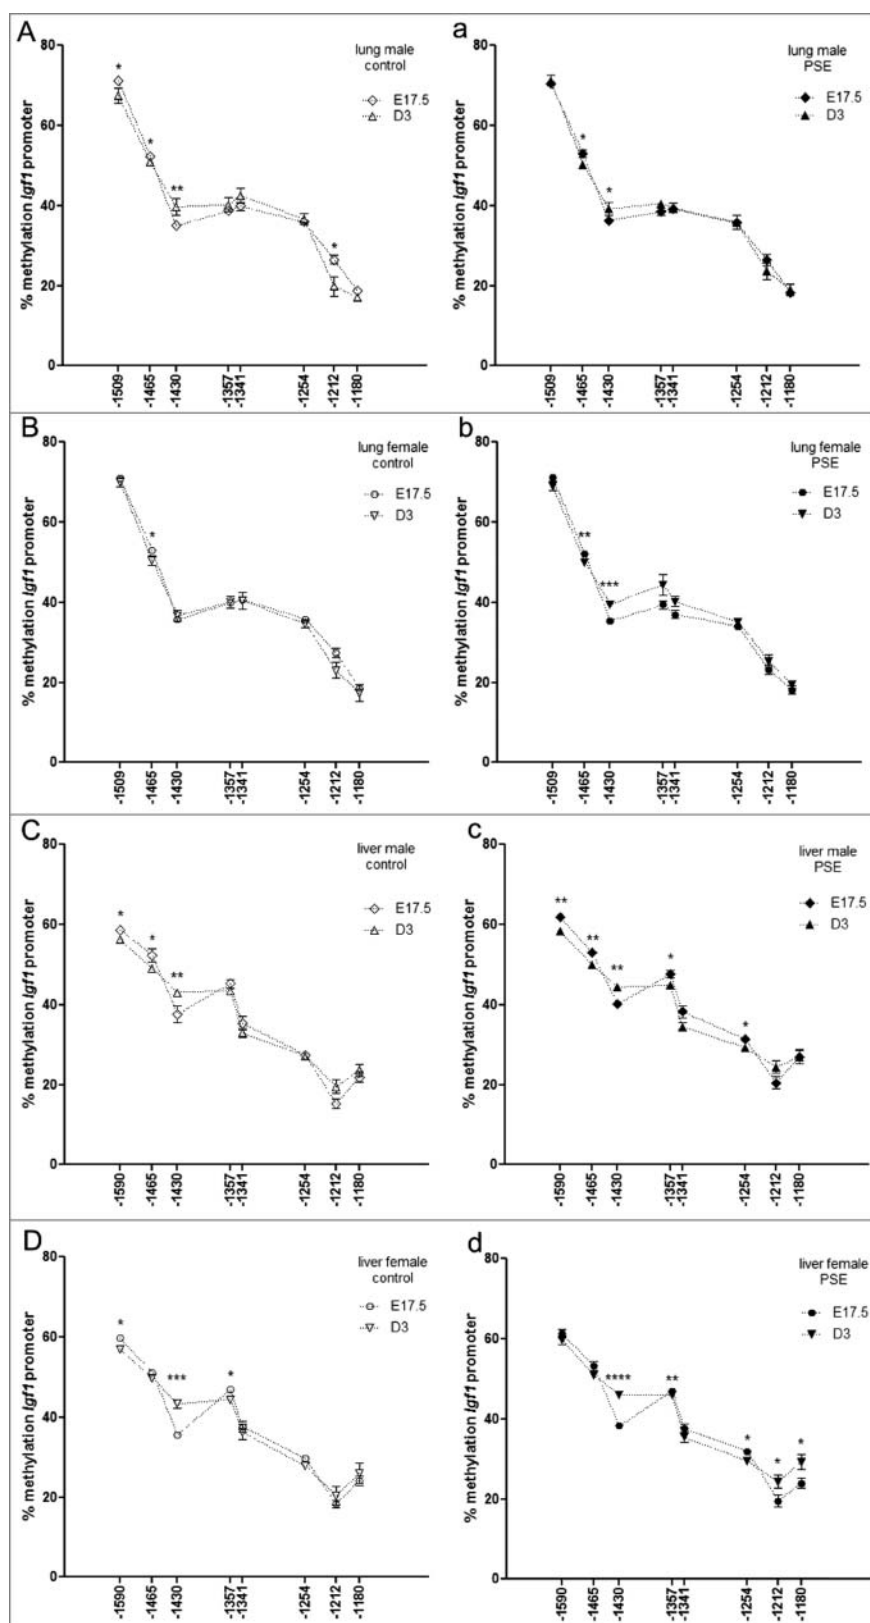 A
lung male
control
E17.5
D3
% methylation Igf1 promoter
80
60
40
20
0
*
*
**
*
-1509
-1465
-1430
-1357
-1341
-1254
-1212
-1180
a
lung male
PSE
E17.5
D3
% methylation Igf1 promoter
80
60
40
20
0
*
*
-1509
-1465
-1430
-1357
-1341
-1254
-1212
-1180
B
lung female
control
E17.5
D3
% methylation Igf1 promoter
80
60
40
20
0
*
-1509
-1465
-1430
-1357
-1341
-1254
-1212
-1180
b
lung female
PSE
E17.5
D3
% methylation Igf1 promoter
80
60
40
20
0
**
***
-1509
-1465
-1430
-1357
-1341
-1254
-1212
-1180
C
liver male
control
E17.5
D3
% methylation Igf1 promoter
80
60
40
20
0
*
*
**
-1590
-1465
-1430
-1357
-1341
-1254
-1212
-1180
c
liver male
PSE
E17.5
D3
% methylation Igf1 promoter
80
60
40
20
0
**
**
**
*
*
-1590
-1465
-1430
-1357
-1341
-1254
-1212
-1180
D
liver female
control
E17.5
D3
% methylation Igf1 promoter
80
60
40
20
0
*
***
*
-1590
-1465
-1430
-1357
-1341
-1254
-1212
-1180
d
liver female
PSE
E17.5
D3
% methylation Igf1 promoter
80
60
40
20
0
****
**
*
*
*
-1590
-1465
-1430
-1357
-1341
-1254
-1212
-1180